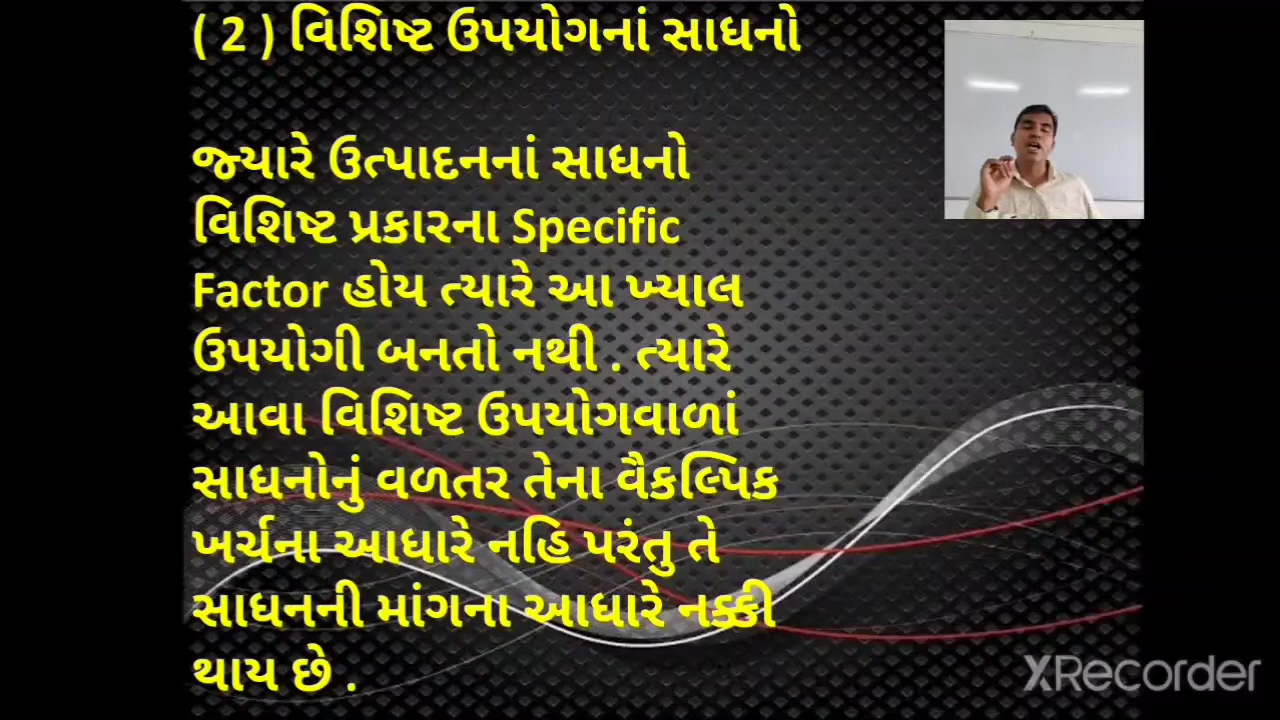 ( 2 ) વિશિષ્ટ ઉપયોગનાં સાધનો
જ્યારે ઉત્પાદનનાં સાધનો
વિશિષ્ટ પ્રકારના Specific
Factor હોય ત્યારે આ ખ્યાલ
ઉપયોગી બનતો નથી . ત્યારે
આવા વિશિષ્ટ ઉપયોગવાળાં
સાધનોનું વળતર તેના વૈકલ્પિક
ખર્ચના આધારે નહિ પરંતુ તે
સાધનની માંગના આધારે નક્કી
થાય છે .
XRecorder